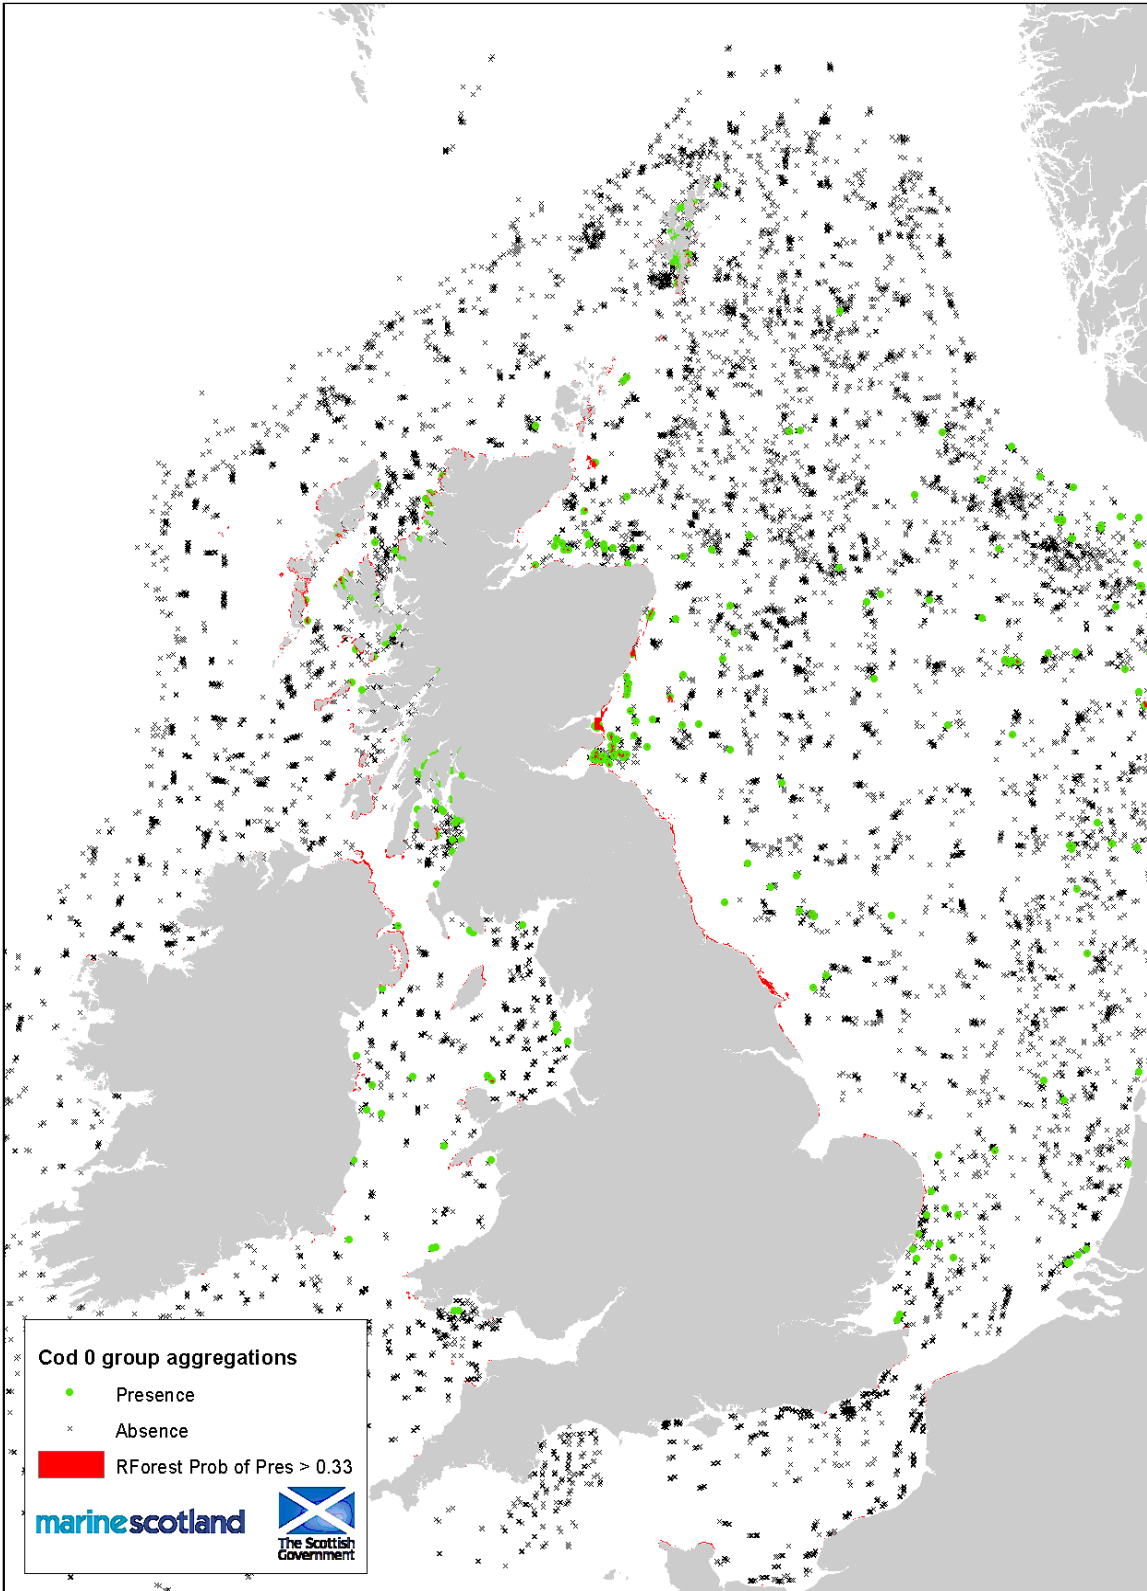 Cod 0 group aggregations
Presence
Absence
RForest Prob of Pres > 0.33
marinescotland
The Scottish
Government